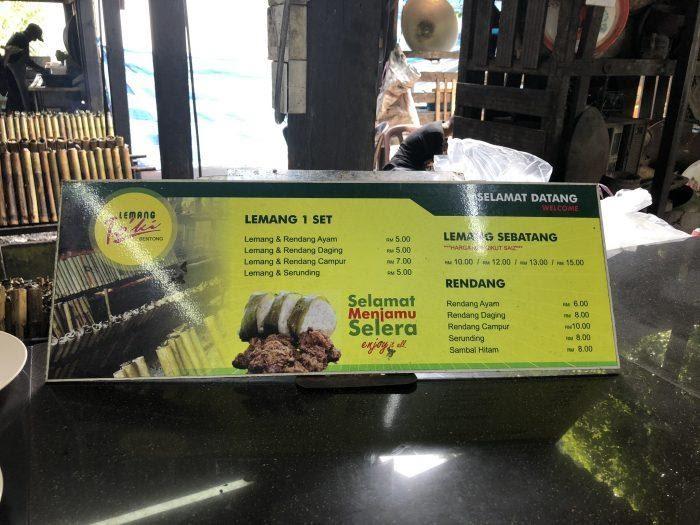 LEMANG
Toki
BENTONG
LEMANG 1 SET
Lemang & Rendang Ayam RM 5.00
Lemang & Rendang Daging RM 5.00
Lemang & Rendang Campur RM 7.00
Lemang & Serunding RM 5.00
Selamat
Menjamu
Selera
enjoy it all
SELAMAT DATANG
WELCOME
LEMANG SEBATANG
***HARGA MENGIKUT SAIZ***
RM 10.00 / RM 12.00 / RM 13.00 / RM 15.00
RENDANG
Rendang Ayam RM 6.00
Rendang Daging RM 8.00
Rendang Campur RM 10.00
Serunding RM 8.00
Sambal Hitam RM 8.00